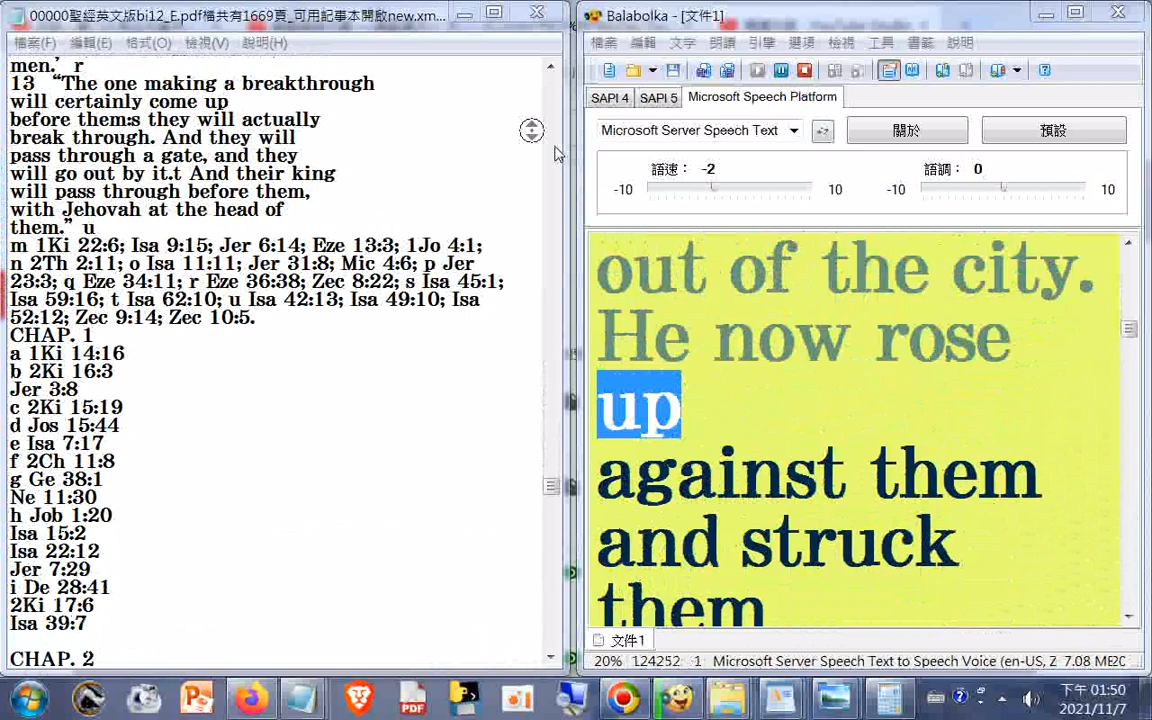 00000聖經英文版bi12_E.pdf檔共有1669頁_可用記事本開啟new.xm...
檔案(F) 編輯(E) 格式(O) 檢視(V) 說明(H)
men.’ r
13 “The one making a breakthrough
will certainly come up
before them:s they will actually
break through. And they will
pass through a gate, and they
will go out by it.t And their king
will pass through before them,
with Jehovah at the head of
them.” u
m 1Ki 22:6; Isa 9:15; Jer 6:14; Eze 13:3; 1Jo 4:1;
n 2Th 2:11; o Isa 11:11; Jer 31:8; Mic 4:6; p Jer
23:3; q Eze 34:11; r Eze 36:38; Zec 8:22; s Isa 45:1;
Isa 59:16; t Isa 62:10; u Isa 42:13; Isa 49:10; Isa
52:12; Zec 9:14; Zec 10:5.
CHAP. 1
a 1Ki 14:16
b 2Ki 16:3
Jer 3:8
c 2Ki 15:19
d Jos 15:44
e Isa 7:17
f 2Ch 11:8
g Ge 38:1
Ne 11:30
h Job 1:20
Isa 15:2
Isa 22:12
Jer 7:29
i De 28:41
2Ki 17:6
Isa 39:7
CHAP. 2
Balabolka - [文件1]
檔案 編輯 文字 朗讀 引擎 選項 檢視 工具 書籤 說明
SAPI 4 SAPI 5 Microsoft Speech Platform
Microsoft Server Speech Text 關於 預設
語速: -2 語調: 0
-10 10 -10 10
out of the city.
He now rose
up
against them
and struck
them
文件1
20% 124252 1 Microsoft Server Speech Text to Speech Voice (en-US, Z 7.08 ME
下午 01:50
2021/11/7